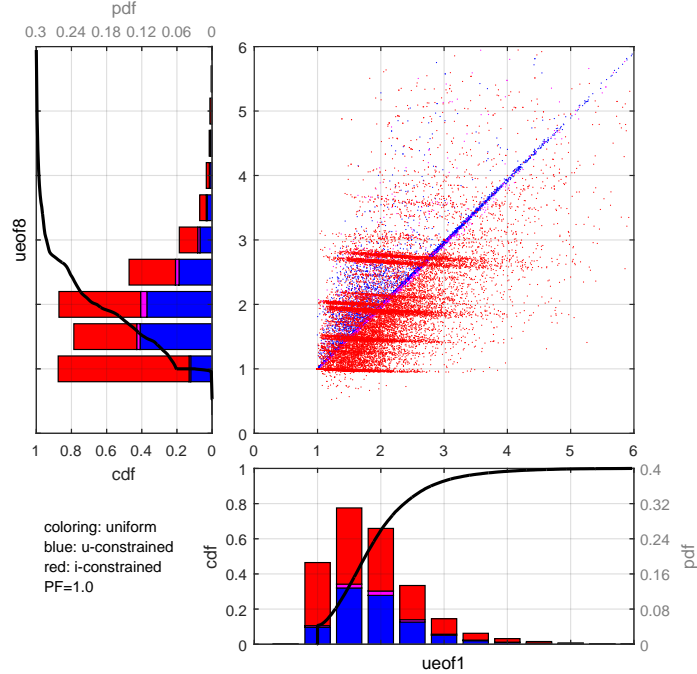 pdf
0.3 0.24 0.18 0.12 0.06 0
ueof8
1 0.8 0.6 0.4 0.2 0
cdf
6
5
4
3
2
1
0
0 1 2 3 4 5 6
coloring: uniform
blue: u-constrained
red: i-constrained
PF=1.0
cdf
1
0.8
0.6
0.4
0.2
0
0.4
0.32
0.24
0.16
0.08
0
pdf
ueof1